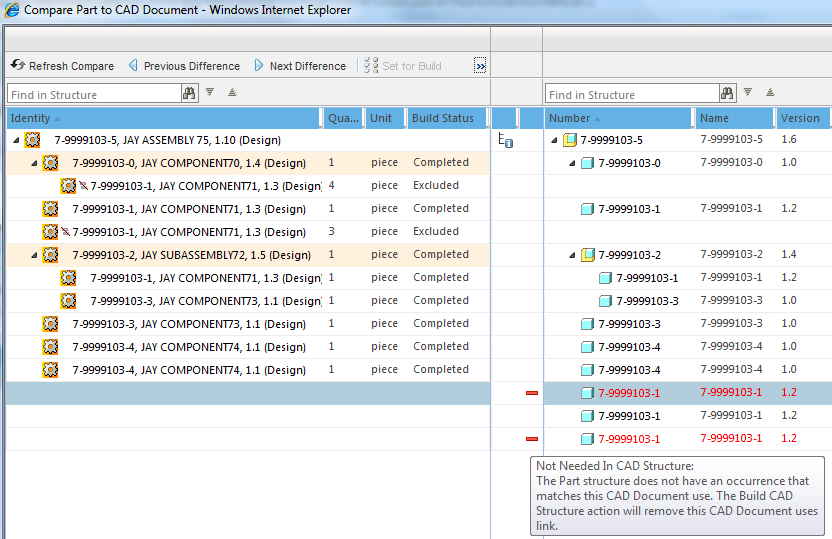 Compare Part to CAD Document - Windows Internet Explorer
Refresh Compare Previous Difference Next Difference Set for Build »
Find in Structure Find in Structure
Identity Qua... Unit Build Status Number Name Version
7-9999103-5, JAY ASSEMBLY 75, 1.10 (Design) 7-9999103-5 7-9999103-5 1.6
7-9999103-0, JAY COMPONENT70, 1.4 (Design) 1 piece Completed 7-9999103-0 7-9999103-0 1.0
7-9999103-1, JAY COMPONENT71, 1.3 (Design) 4 piece Excluded
7-9999103-1, JAY COMPONENT71, 1.3 (Design) 1 piece Completed 7-9999103-1 7-9999103-1 1.2
7-9999103-1, JAY COMPONENT71, 1.3 (Design) 3 piece Excluded
7-9999103-2, JAY SUBASSEMBLY72, 1.5 (Design) 1 piece Completed 7-9999103-2 7-9999103-2 1.4
7-9999103-1, JAY COMPONENT71, 1.3 (Design) 1 piece Completed 7-9999103-1 7-9999103-1 1.2
7-9999103-3, JAY COMPONENT73, 1.1 (Design) 1 piece Completed 7-9999103-3 7-9999103-3 1.0
7-9999103-3, JAY COMPONENT73, 1.1 (Design) 1 piece Completed 7-9999103-3 7-9999103-3 1.0
7-9999103-4, JAY COMPONENT74, 1.1 (Design) 1 piece Completed 7-9999103-4 7-9999103-4 1.0
7-9999103-4, JAY COMPONENT74, 1.1 (Design) 1 piece Completed 7-9999103-4 7-9999103-4 1.0
7-9999103-1 7-9999103-1 1.2
7-9999103-1 7-9999103-1 1.2
7-9999103-1 7-9999103-1 1.2
Not Needed In CAD Structure:
The Part structure does not have an occurrence that
matches this CAD Document use. The Build CAD
Structure action will remove this CAD Document uses
link.